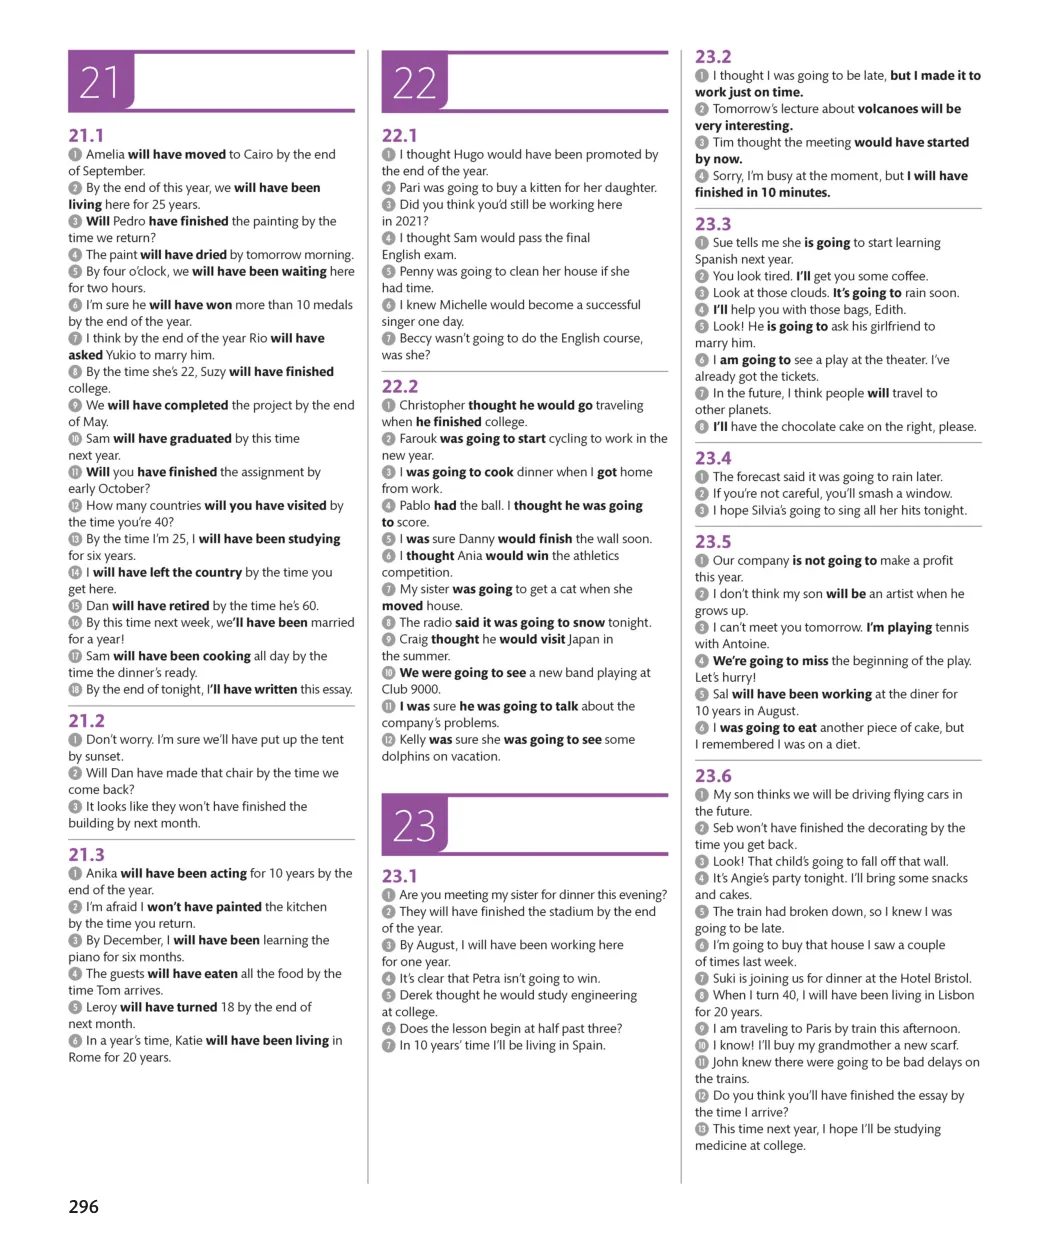 21
21.1
1 Amelia will have moved to Cairo by the end
of September.
2 By the end of this year, we will have been
living here for 25 years.
3 Will Pedro have finished the painting by the
time we return?
4 The paint will have dried by tomorrow morning.
5 By four o’clock, we will have been waiting here
for two hours.
6 I’m sure he will have won more than 10 medals
by the end of the year.
7 I think by the end of the year Rio will have
asked Yukio to marry him.
8 By the time she’s 22, Suzy will have finished
college.
9 We will have completed the project by the end
of May.
10 Sam will have graduated by this time
next year.
11 Will you have finished the assignment by
early October?
12 How many countries will you have visited by
the time you’re 40?
13 By the time I’m 25, I will have been studying
for six years.
14 I will have left the country by the time you
get here.
15 Dan will have retired by the time he’s 60.
16 By this time next week, we’ll have been married
for a year!
17 Sam will have been cooking all day by the
time the dinner’s ready.
18 By the end of tonight, I’ll have written this essay.
21.2
1 Don’t worry. I’m sure we’ll have put up the tent
by sunset.
2 Will Dan have made that chair by the time we
come back?
3 It looks like they won’t have finished the
building by next month.
21.3
1 Anika will have been acting for 10 years by the
end of the year.
2 I’m afraid I won’t have painted the kitchen
by the time you return.
3 By December, I will have been learning the
piano for six months.
4 The guests will have eaten all the food by the
time Tom arrives.
5 Leroy will have turned 18 by the end of
next month.
6 In a year’s time, Katie will have been living in
Rome for 20 years.
22
22.1
1 I thought Hugo would have been promoted by
the end of the year.
2 Pari was going to buy a kitten for her daughter.
3 Did you think you’d still be working here
in 2021?
4 I thought Sam would pass the final
English exam.
5 Penny was going to clean her house if she
had time.
6 I knew Michelle would become a successful
singer one day.
7 Beccy wasn’t going to do the English course,
was she?
22.2
1 Christopher thought he would go traveling
when he finished college.
2 Farouk was going to start cycling to work in the
new year.
3 I was going to cook dinner when I got home
from work.
4 Pablo had the ball. I thought he was going
to score.
5 I was sure Danny would finish the wall soon.
6 I thought Ania would win the athletics
competition.
7 My sister was going to get a cat when she
moved house.
8 The radio said it was going to snow tonight.
9 Craig thought he would visit Japan in
the summer.
10 We were going to see a new band playing at
Club 9000.
11 I was sure he was going to talk about the
company’s problems.
12 Kelly was sure she was going to see some
dolphins on vacation.
23
23.1
1 Are you meeting my sister for dinner this evening?
2 They will have finished the stadium by the end
of the year.
3 By August, I will have been working here
for one year.
4 It’s clear that Petra isn’t going to win.
5 Derek thought he would study engineering
at college.
6 Does the lesson begin at half past three?
7 In 10 years’ time I’ll be living in Spain.
23.2
1 I thought I was going to be late, but I made it to
work just on time.
2 Tomorrow’s lecture about volcanoes will be
very interesting.
3 Tim thought the meeting would have started
by now.
4 Sorry, I’m busy at the moment, but I will have
finished in 10 minutes.
23.3
1 Sue tells me she is going to start learning
Spanish next year.
2 You look tired. I’ll get you some coffee.
3 Look at those clouds. It’s going to rain soon.
4 I’ll help you with those bags, Edith.
5 Look! He is going to ask his girlfriend to
marry him.
6 I am going to see a play at the theater. I’ve
already got the tickets.
7 In the future, I think people will travel to
other planets.
8 I’ll have the chocolate cake on the right, please.
23.4
1 The forecast said it was going to rain later.
2 If you’re not careful, you’ll smash a window.
3 I hope Silvia’s going to sing all her hits tonight.
23.5
1 Our company is not going to make a profit
this year.
2 I don’t think my son will be an artist when he
grows up.
3 I can’t meet you tomorrow. I’m playing tennis
with Antoine.
4 We’re going to miss the beginning of the play.
Let’s hurry!
5 Sal will have been working at the diner for
10 years in August.
6 I was going to eat another piece of cake, but
I remembered I was on a diet.
23.6
1 My son thinks we will be driving flying cars in
the future.
2 Seb won’t have finished the decorating by the
time you get back.
3 Look! That child’s going to fall off that wall.
4 It’s Angie’s party tonight. I’ll bring some snacks
and cakes.
5 The train had broken down, so I knew I was
going to be late.
6 I’m going to buy that house I saw a couple
of times last week.
7 Suki is joining us for dinner at the Hotel Bristol.
8 When I turn 40, I will have been living in Lisbon
for 20 years.
9 I am traveling to Paris by train this afternoon.
10 I know! I’ll buy my grandmother a new scarf.
11 John knew there were going to be bad delays on
the trains.
12 Do you think you’ll have finished the essay by
the time I arrive?
13 This time next year, I hope I’ll be studying
medicine at college.
296